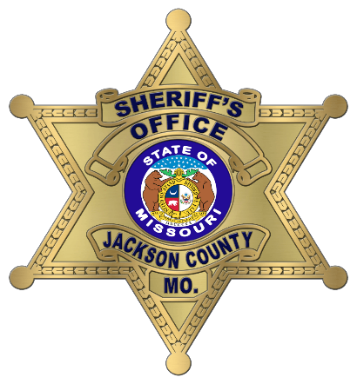 SHERIFF'S
OFFICE
STATE OF
MISSOURI
JACKSON COUNTY
MO.